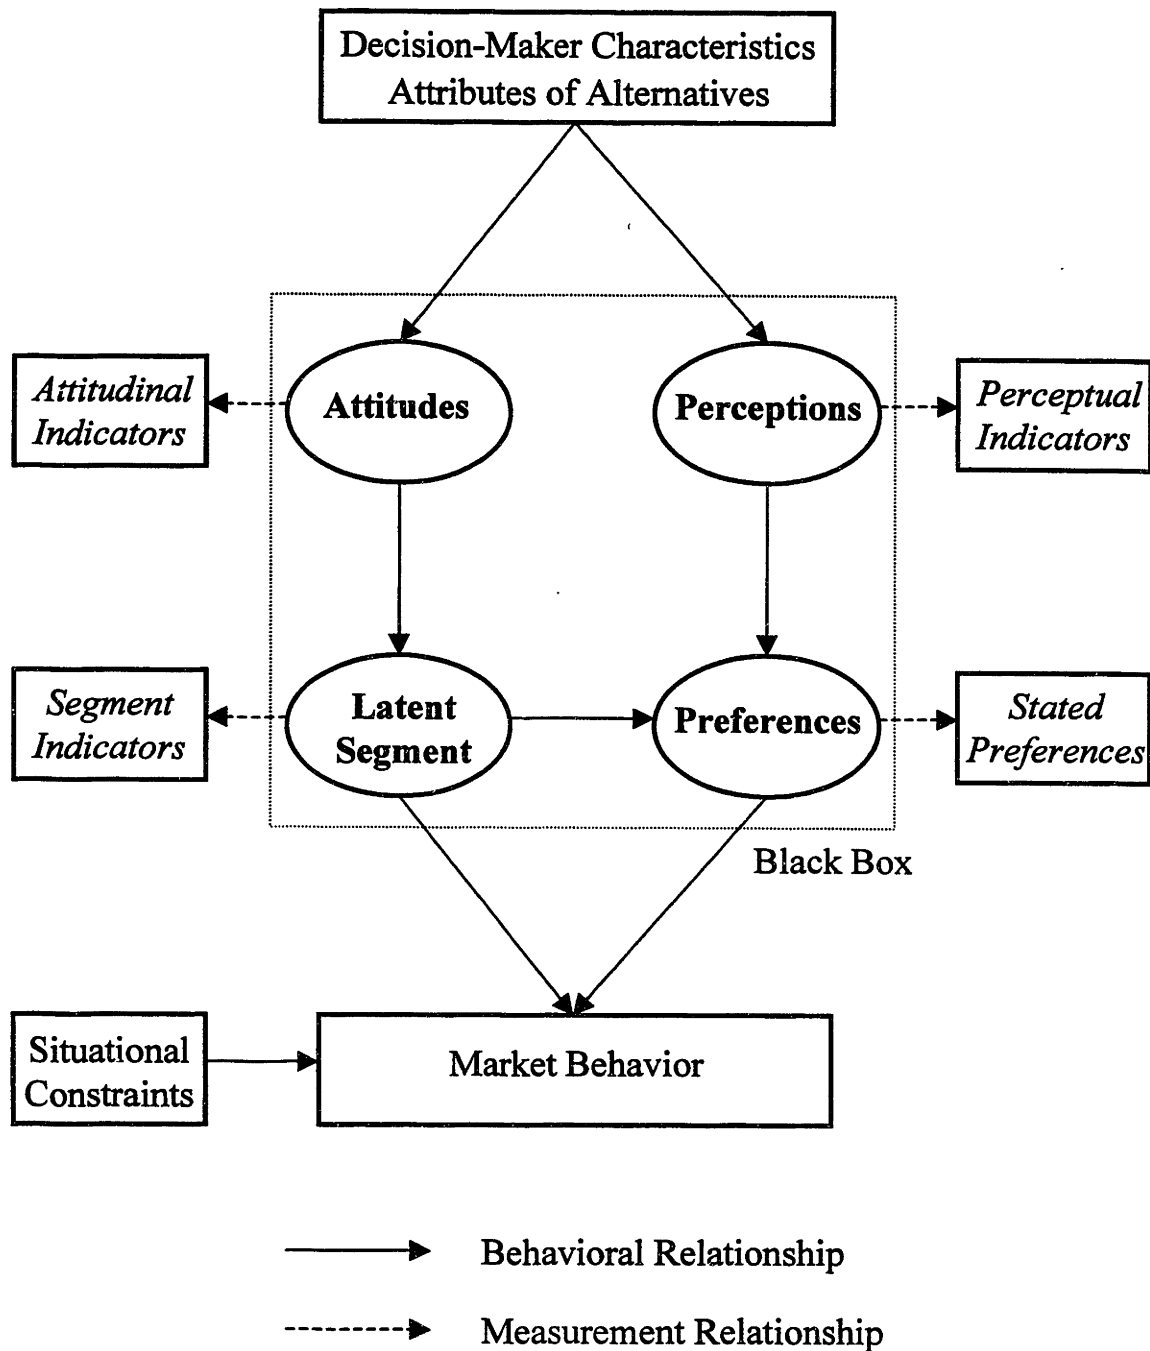 Decision-Maker Characteristics
Attributes of Alternatives
Attitudinal
Indicators
Attitudes
Perceptions
Perceptual
Indicators
Segment
Indicators
Latent
Segment
Preferences
Stated
Preferences
Black Box
Situational
Constraints
Market Behavior
Behavioral Relationship
Measurement Relationship